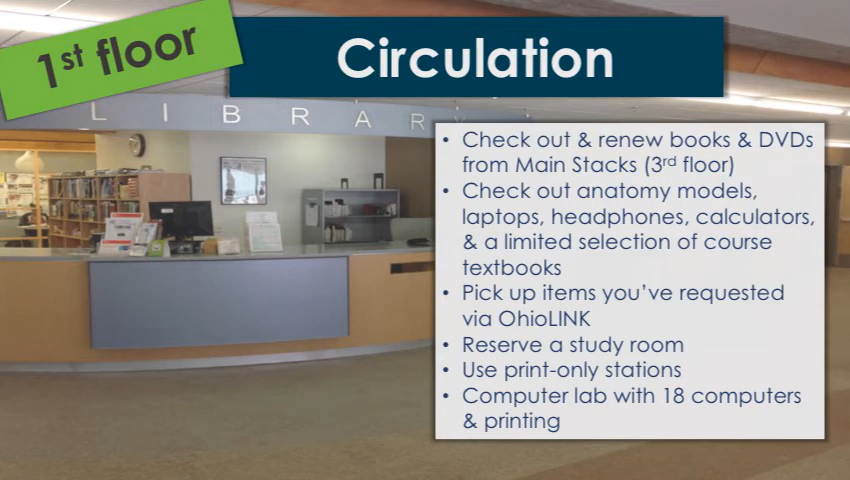 1st floor
Circulation
LIBRARY
• Check out & renew books & DVDs
from Main Stacks (3rd floor)
• Check out anatomy models,
laptops, headphones, calculators,
& a limited selection of course
textbooks
• Pick up items you’ve requested
via OhioLINK
• Reserve a study room
• Use print-only stations
• Computer lab with 18 computers
& printing